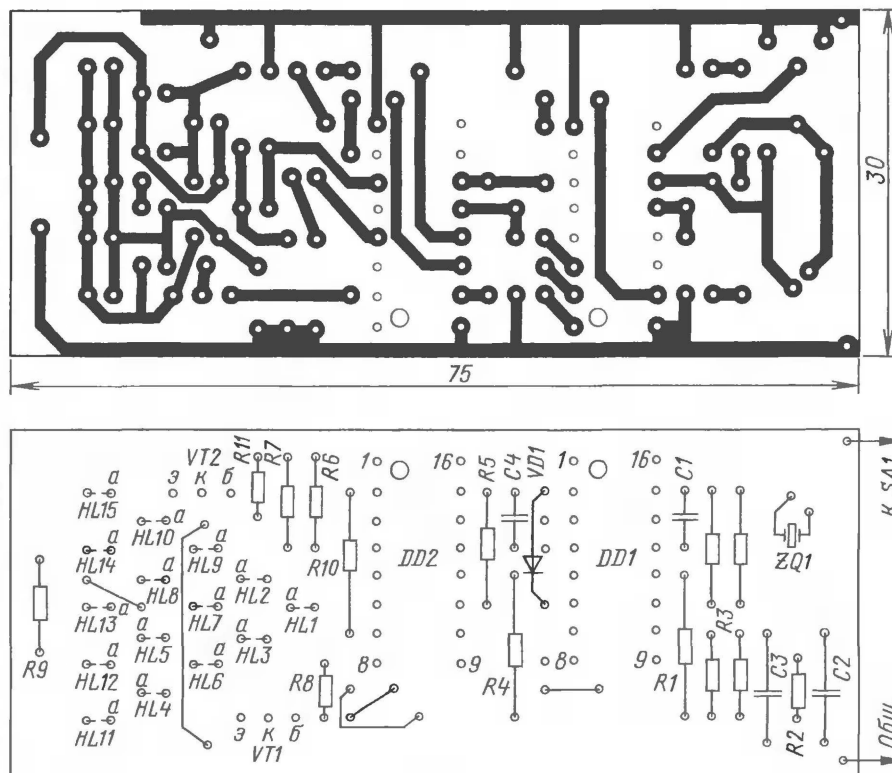 30
75
R11
R7
R6
VT2
э к б
1
16
R5
C4
VD1
1
16
C1
К SA1
а
HL15
а
HL10
а
HL14
а
HL9
R10
DD2
DD1
ZQ1
а
HL8
а
HL2
R9
а
HL13
а
HL7
а
HL1
R3
а
HL5
а
HL3
а
HL12
а
HL6
R8
8
9
R4
8
9
R1
C3
C2
а
HL4
а
HL11
э к б
VT1
R2
Общ.